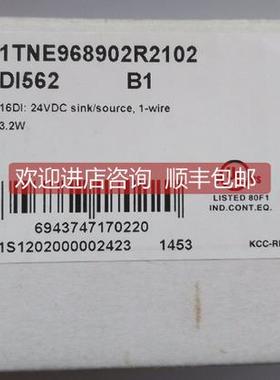 1TNE968902R2102
DI562 B1
16DI: 24VDC sink/source, 1-wire
3.2W
LISTED 80F1
IND.CONT.EQ.
欢迎进店咨询 顺丰包邮
6943747170220
1S1202000002423 1453 KCC-RE